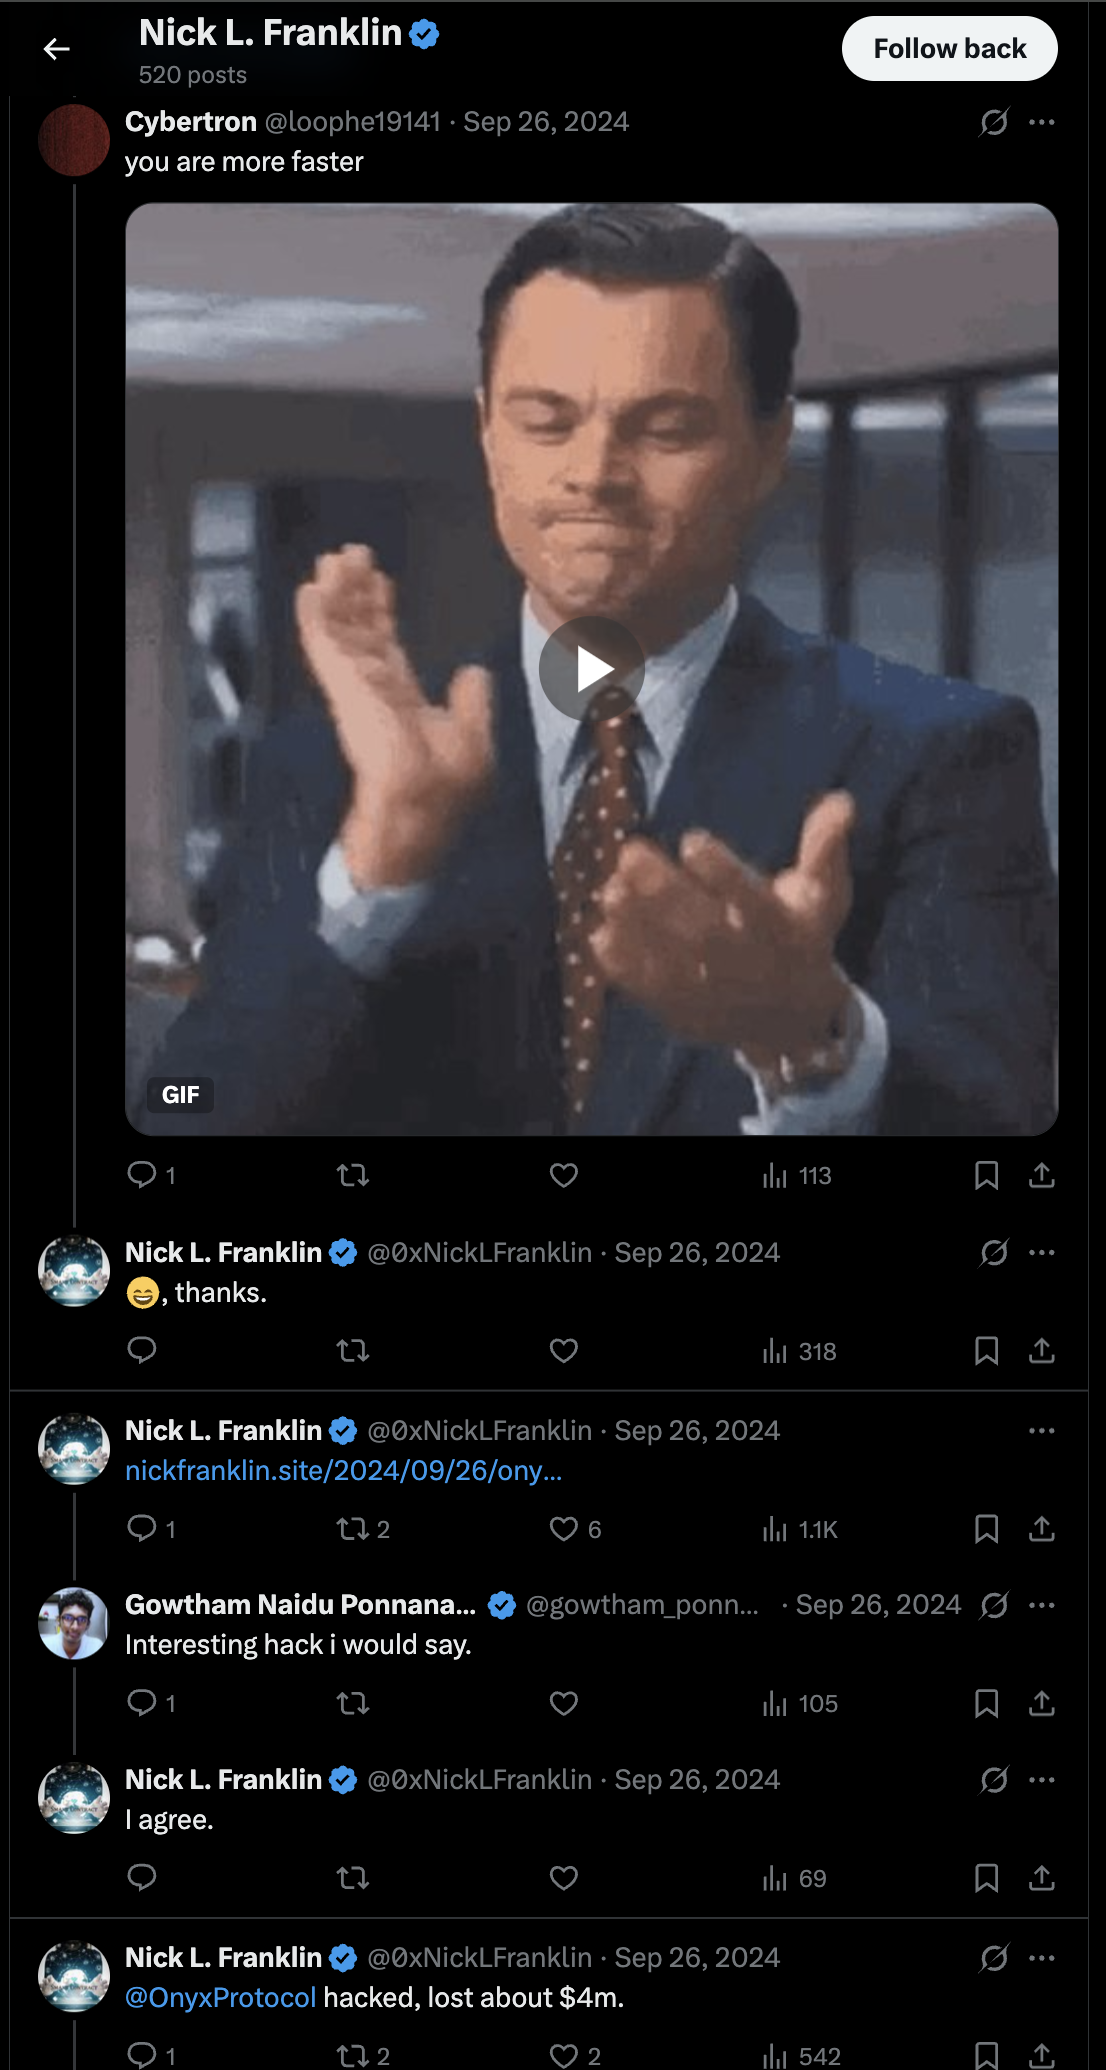 Nick L. Franklin
520 posts
Follow back
Cybertron @loophe19141 · Sep 26, 2024
you are more faster
GIF
1
113
Nick L. Franklin @0xNickLFranklin · Sep 26, 2024
😄, thanks.
318
Nick L. Franklin @0xNickLFranklin · Sep 26, 2024
nickfranklin.site/2024/09/26/ony...
1 2 6 1.1K
Gowtham Naidu Ponnana... @gowtham_ponn... · Sep 26, 2024
Interesting hack i would say.
1 105
Nick L. Franklin @0xNickLFranklin · Sep 26, 2024
I agree.
69
Nick L. Franklin @0xNickLFranklin · Sep 26, 2024
@OnyxProtocol hacked, lost about $4m.
1 2 2 542